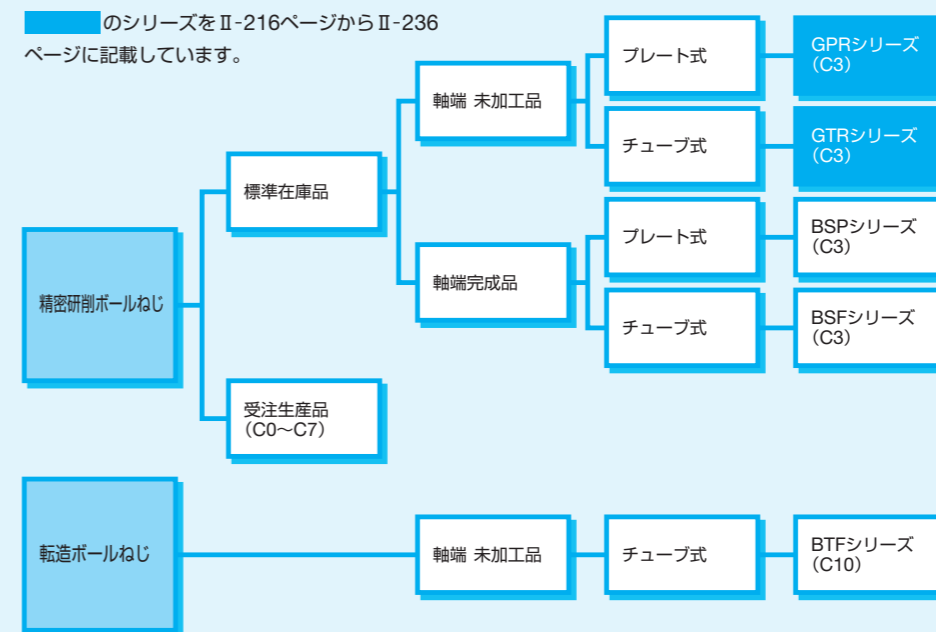 のシリーズをⅡ-216ページからⅡ-236
ページに記載しています。
精密研削ボールねじ
標準在庫品
軸端 未加工品
プレート式
GPRシリーズ
(C3)
チューブ式
GTRシリーズ
(C3)
軸端完成品
プレート式
BSPシリーズ
(C3)
チューブ式
BSFシリーズ
(C3)
受注生産品
(C0〜C7)
転造ボールねじ
軸端 未加工品
チューブ式
BTFシリーズ
(C10)